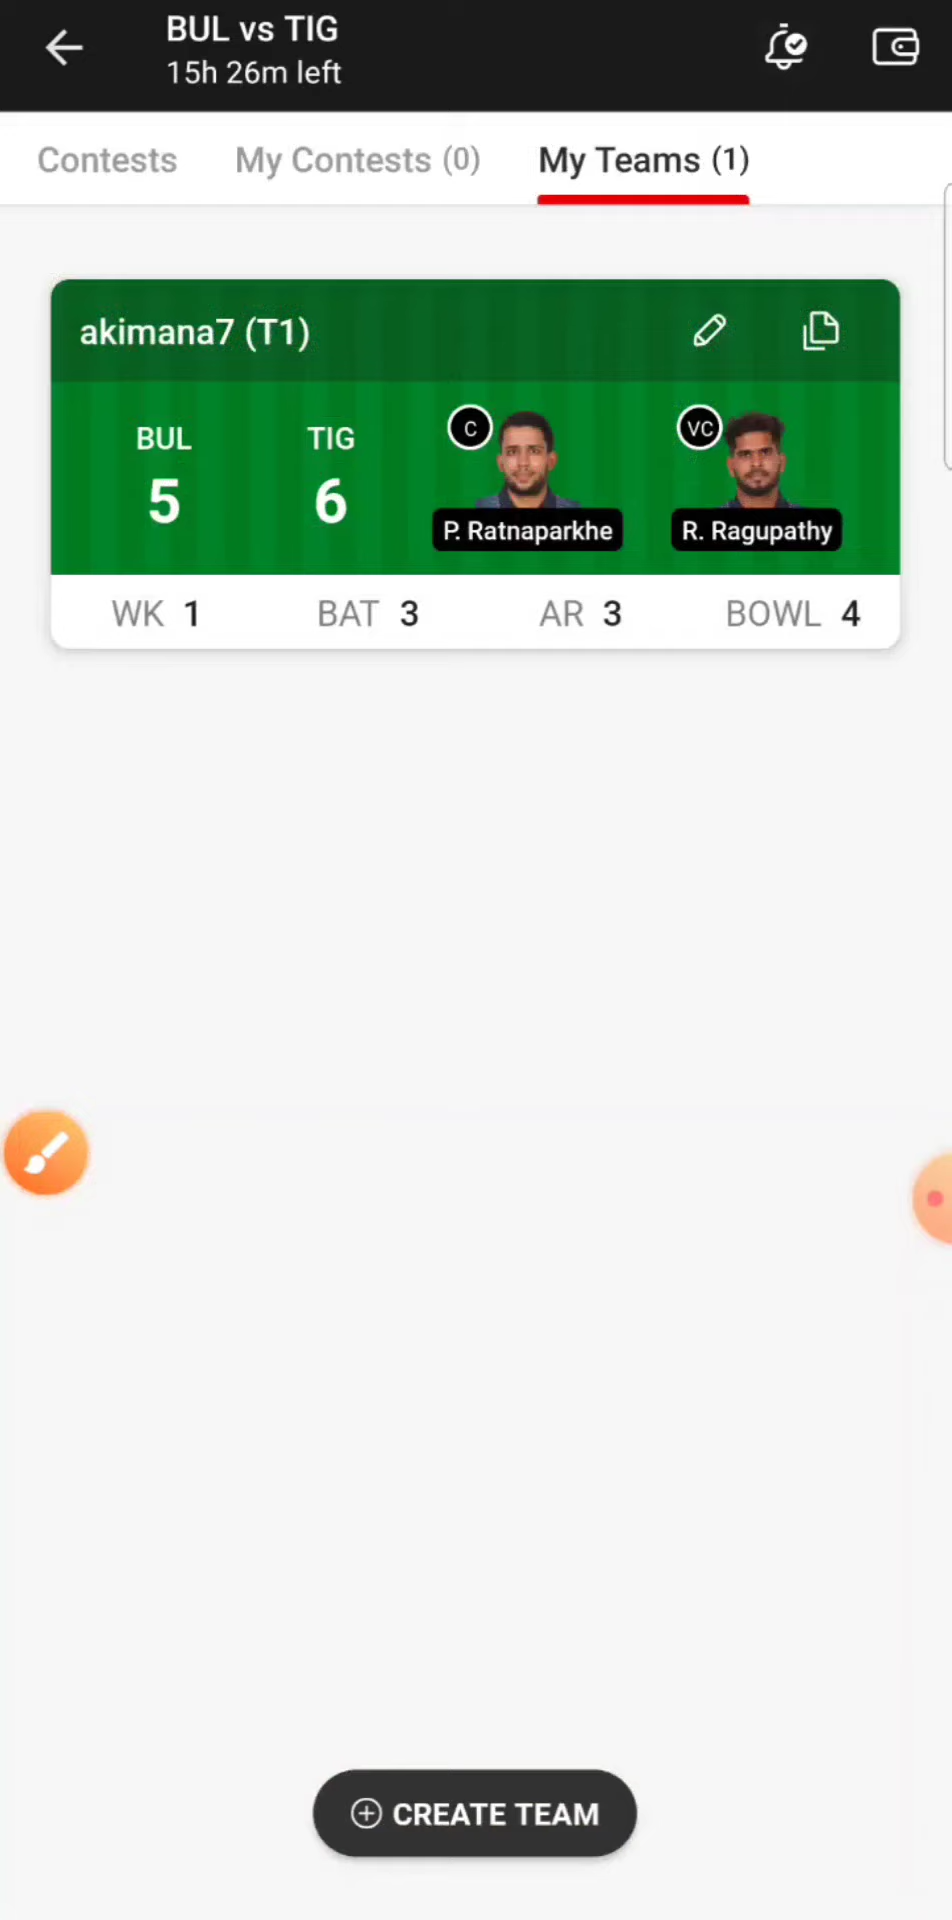 BUL vs TIG
15h 26m left
Contests My Contests (0) My Teams (1)
akimana7 (T1)
BUL TIG C VC
5 6
P. Ratnaparkhe R. Ragupathy
WK 1 BAT 3 AR 3 BOWL 4
CREATE TEAM